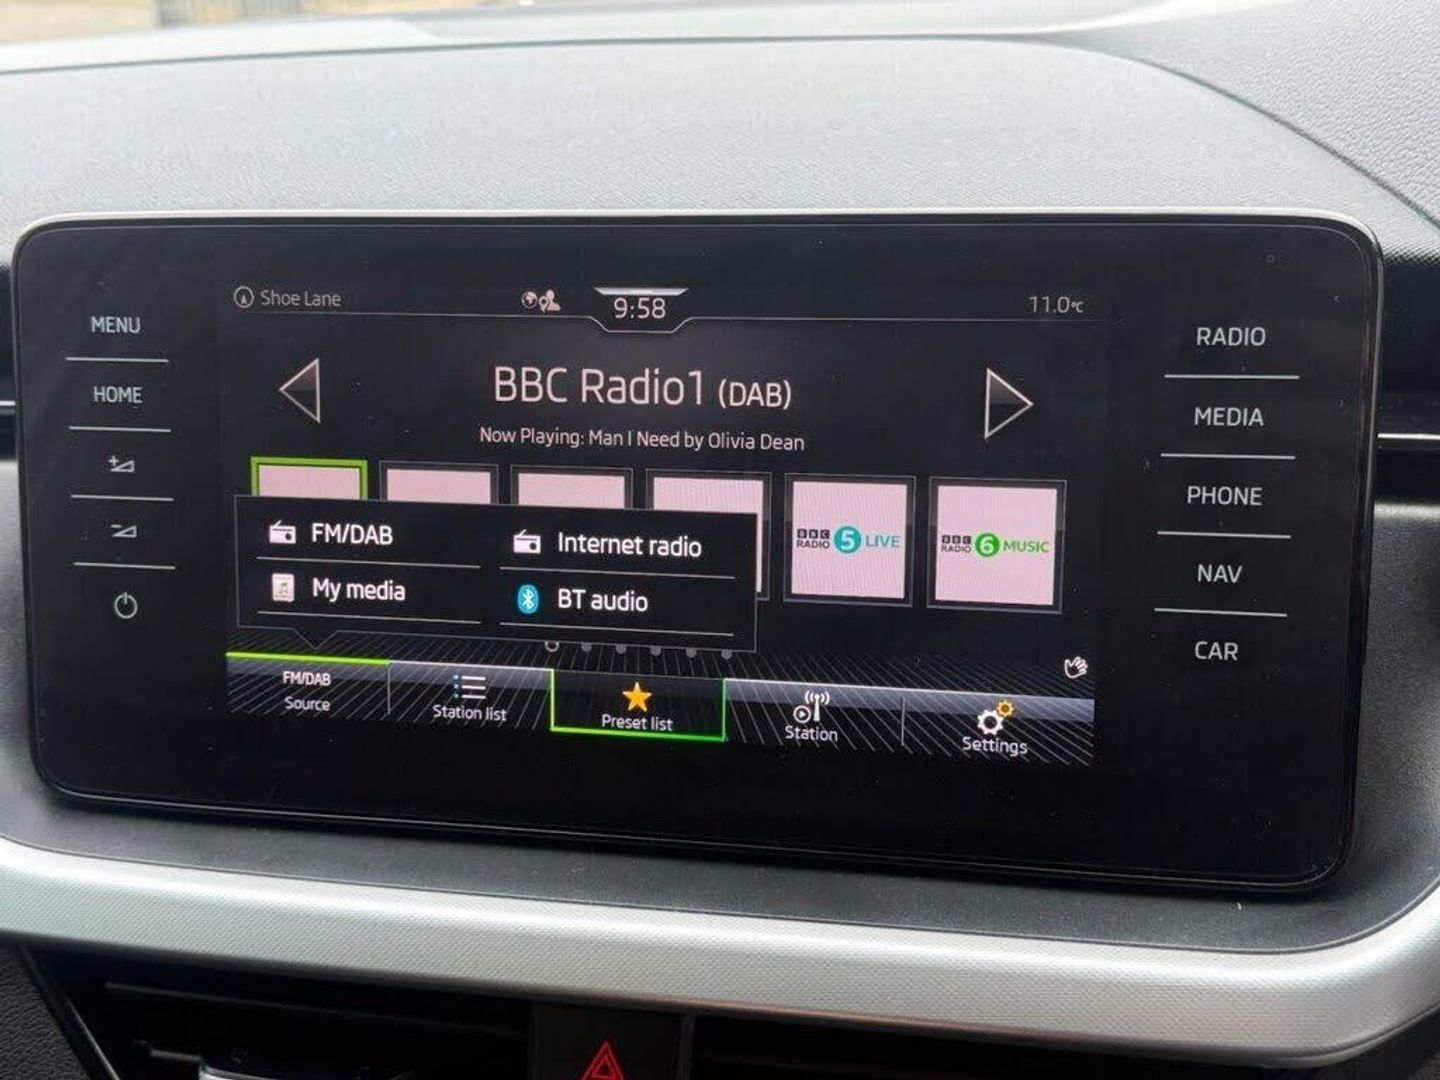 MENU
HOME
Shoe Lane
9:58
11.0°C
BBC Radio1 (DAB)
Now Playing: Man I Need by Olivia Dean
FM/DAB
Internet radio
My media
BT audio
BBC
RADIO 5 LIVE
BBC
RADIO 6 MUSIC
FM/DAB
Source
Station list
Preset list
Station
Settings
RADIO
MEDIA
PHONE
NAV
CAR